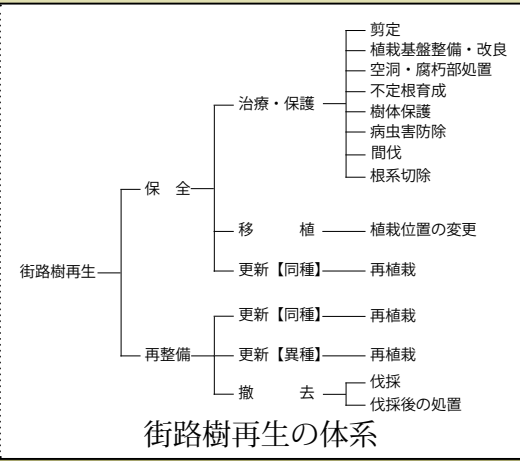 剪定
植栽基盤整備・改良
空洞・腐朽部処置
不定根育成
治療・保護
樹体保護
病虫害防除
間伐
根系切除
保 全
移 植
植栽位置の変更
更新【同種】
再植栽
街路樹再生
更新【同種】
再植栽
再整備
更新【異種】
再植栽
撤 去
伐採
伐採後の処置
街路樹再生の体系